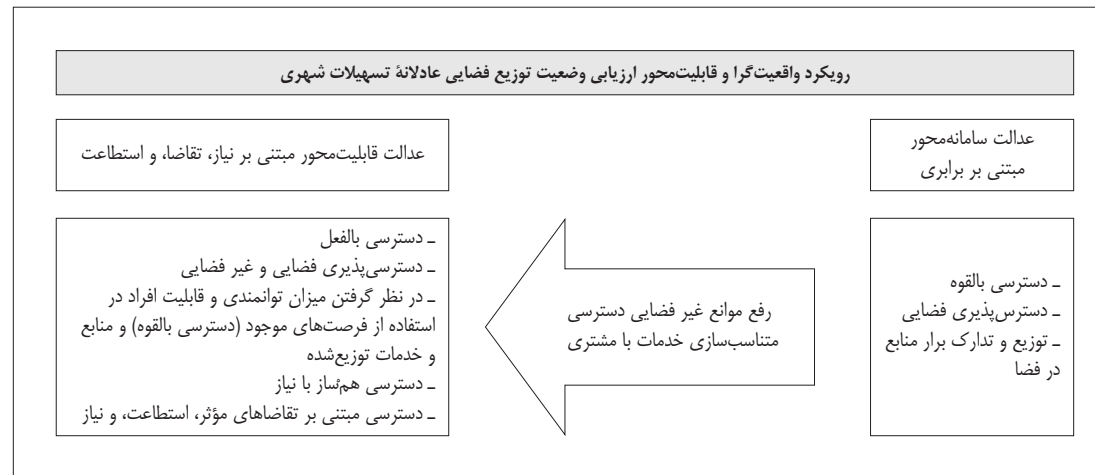 رویکرد واقعیت‌گرا و قابلیت‌محور ارزیابی وضعیت توزیع فضایی عادلانهٔ تسهیلات شهری
عدالت سامانه‌محور
مبتنی بر برابری
عدالت قابلیت‌محور مبتنی بر نیاز، تقاضا، و استطاعت
ـ دسترسی بالقوه
ـ دسترس‌پذیری فضایی
ـ توزیع و تدارک برار منابع
در فضا
رفع موانع غیر فضایی دسترسی
متناسب‌سازی خدمات با مشتری
ـ دسترسی بالفعل
ـ دسترسی‌پذیری فضایی و غیر فضایی
ـ در نظر گرفتن میزان توانمندی و قابلیت افراد در
استفاده از فرصت‌های موجود (دسترسی بالقوه) و منابع
و خدمات توزیع‌شده
ـ دسترسی هم‌ساز با نیاز
ـ دسترسی مبتنی بر تقاضاهای مؤثر، استطاعت، و نیاز